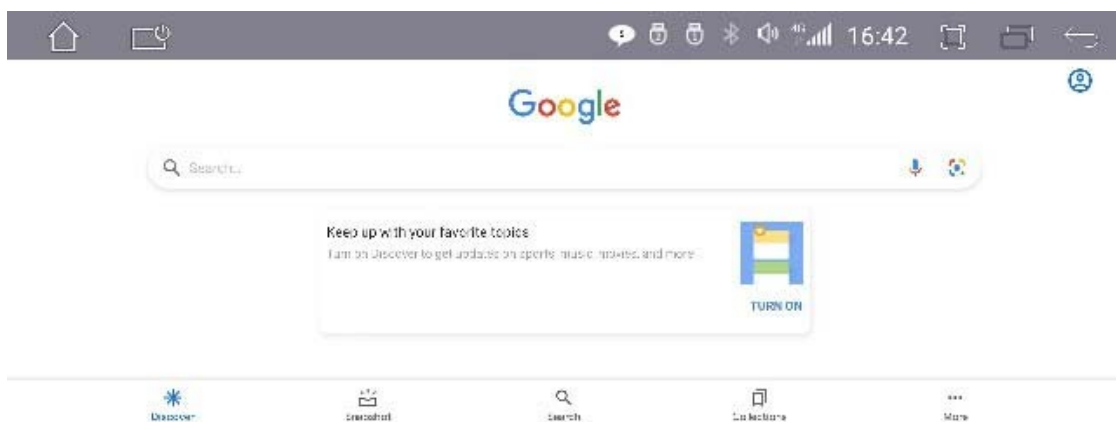 4G 16:42
Google
Search...
Keep up with your favorite topics
Turn on Discover to get updates on sports, music, movies, and more
TURN ON
Discover Snapshot Search Collections More